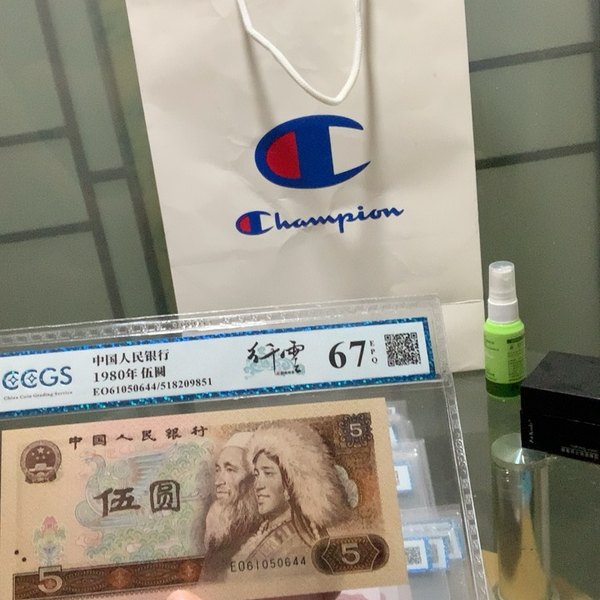 Champion
CCGS
China Coin Grading Service
中国人民银行
1980年 伍圆
EO61050644/518209851
67
EPQ
中国人民银行
5
伍圆
EO61050644
5
5